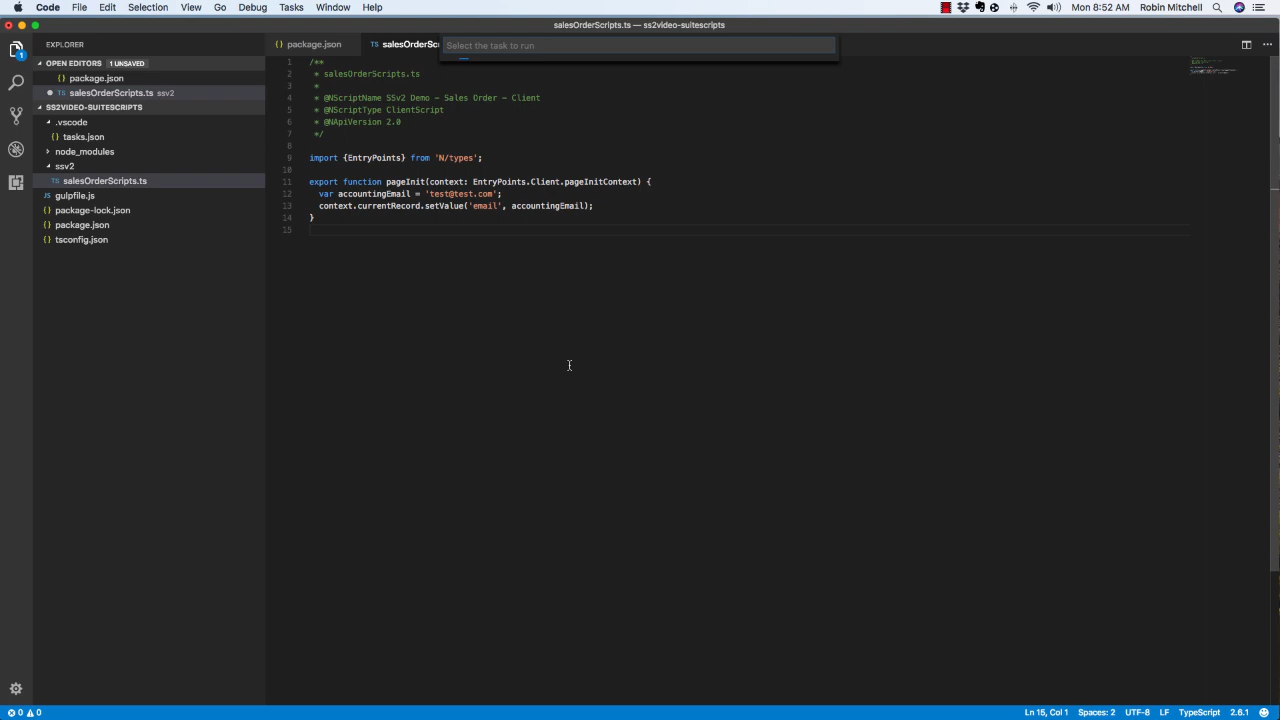 Code File Edit Selection View Go Debug Tasks Window Help Mon 8:52 AM Robin Mitchell
salesOrderScripts.ts — ss2video-suitescripts
EXPLORER
OPEN EDITORS 1 UNSAVED
package.json
salesOrderScripts.ts ssv2
SS2VIDEO-SUITESCRIPTS
.vscode
tasks.json
node_modules
ssv2
salesOrderScripts.ts
gulpfile.js
package-lock.json
package.json
tsconfig.json
package.json TS salesOrderSc
Select the task to run
1 /**
2 * salesOrderScripts.ts
3 *
4 * @NScriptName SSv2 Demo - Sales Order - Client
5 * @NScriptType ClientScript
6 * @NApiVersion 2.0
7 */
8
9 import {EntryPoints} from 'N/types';
10
11 export function pageInit(context: EntryPoints.Client.pageInitContext) {
12 var accountingEmail = 'test@test.com';
13 context.currentRecord.setValue('email', accountingEmail);
14 }
15
0 0 Ln 15, Col 1 Spaces: 2 UTF-8 LF TypeScript 2.6.1